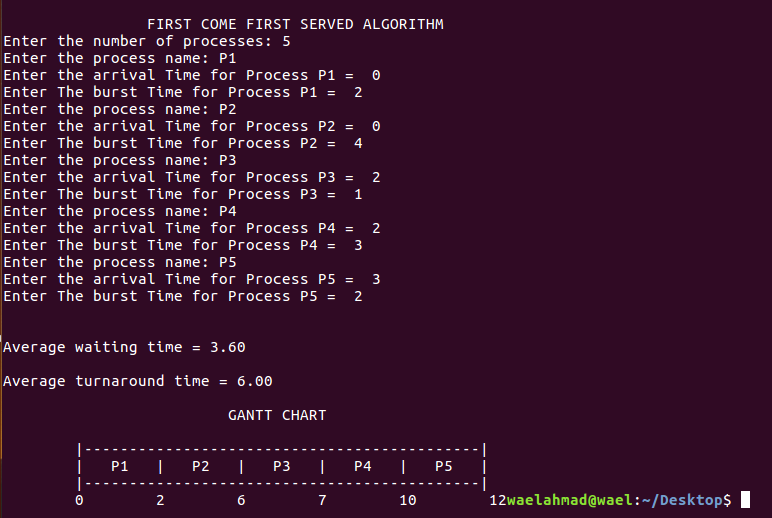 FIRST COME FIRST SERVED ALGORITHM
Enter the number of processes: 5
Enter the process name: P1
Enter the arrival Time for Process P1 =  0
Enter The burst Time for Process P1 =  2
Enter the process name: P2
Enter the arrival Time for Process P2 =  0
Enter The burst Time for Process P2 =  4
Enter the process name: P3
Enter the arrival Time for Process P3 =  2
Enter The burst Time for Process P3 =  1
Enter the process name: P4
Enter the arrival Time for Process P4 =  2
Enter The burst Time for Process P4 =  3
Enter the process name: P5
Enter the arrival Time for Process P5 =  3
Enter The burst Time for Process P5 =  2
Average waiting time = 3.60
Average turnaround time = 6.00
GANTT CHART
|--------------------------------------------|
|   P1   |   P2   |   P3   |   P4   |   P5   |
|--------------------------------------------|
0        2        6        7        10        12waelahmad@wael:~/Desktop$